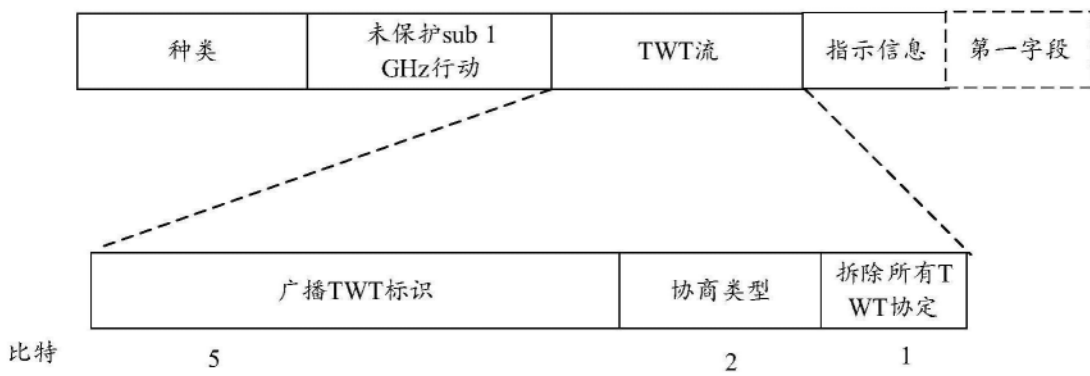 种类
未保护sub 1
GHz行动
TWT流
指示信息
第一字段
广播TWT标识
协商类型
拆除所有T
WT协定
比特
5
2
1